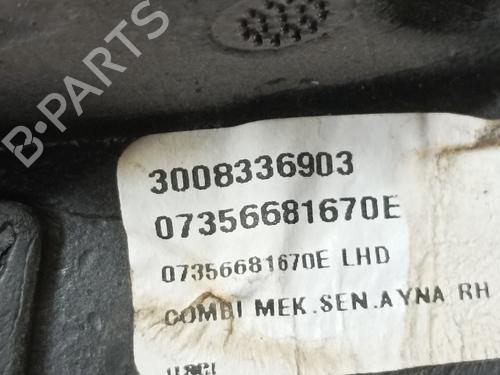 B-PARTS
3008336903
07356681670E
07356681670E LHD
COMBI MEK.SEN.AYNA RH